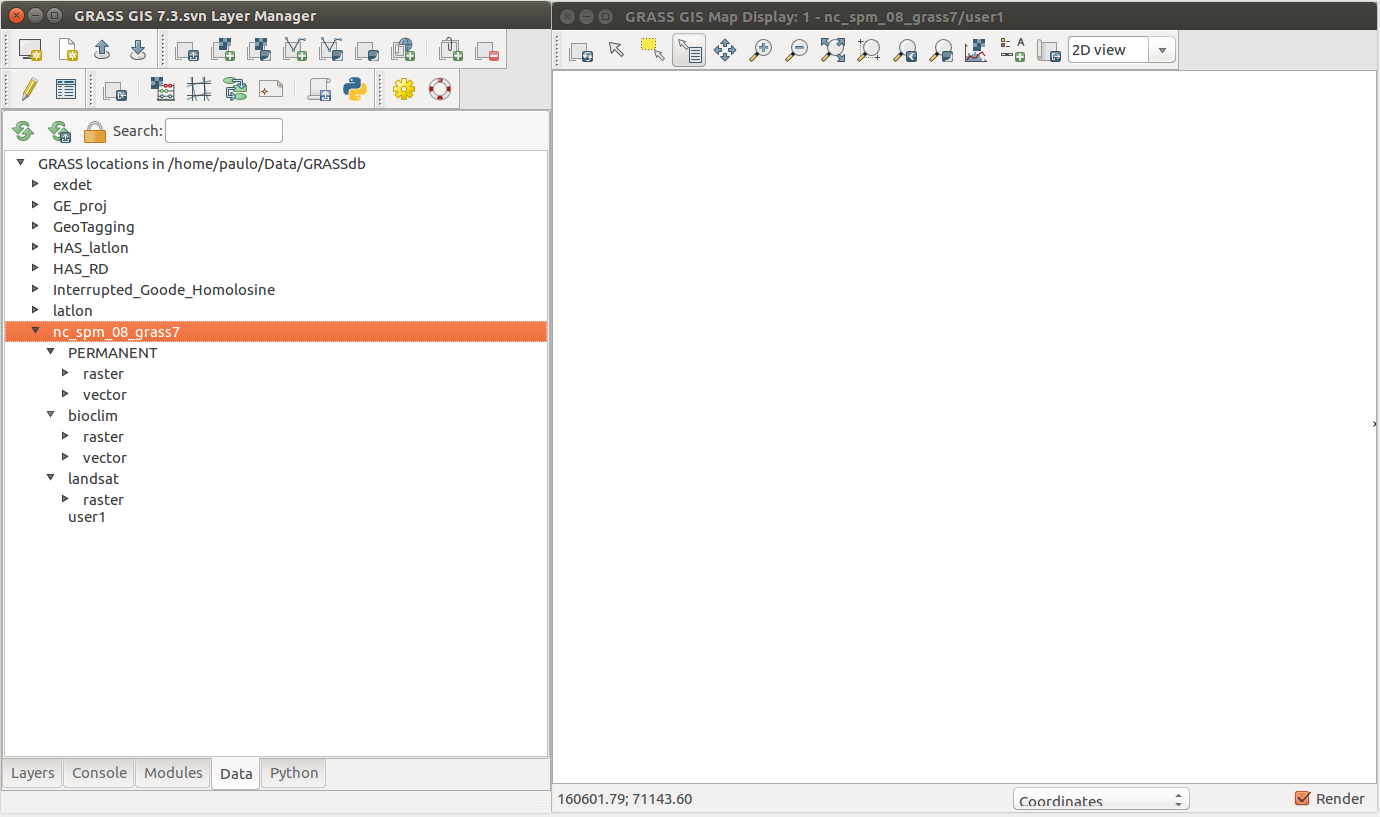 GRASS GIS 7.3.svn Layer Manager
Search:
GRASS locations in /home/paulo/Data/GRASSdb
exdet
GE_proj
GeoTagging
HAS_latlon
HAS_RD
Interrupted_Goode_Homolosine
latlon
nc_spm_08_grass7
PERMANENT
raster
vector
bioclim
raster
vector
landsat
raster
user1
Layers Console Modules Data Python
GRASS GIS Map Display: 1 - nc_spm_08_grass7/user1
A
2D view
160601.79; 71143.60
Coordinates
Render